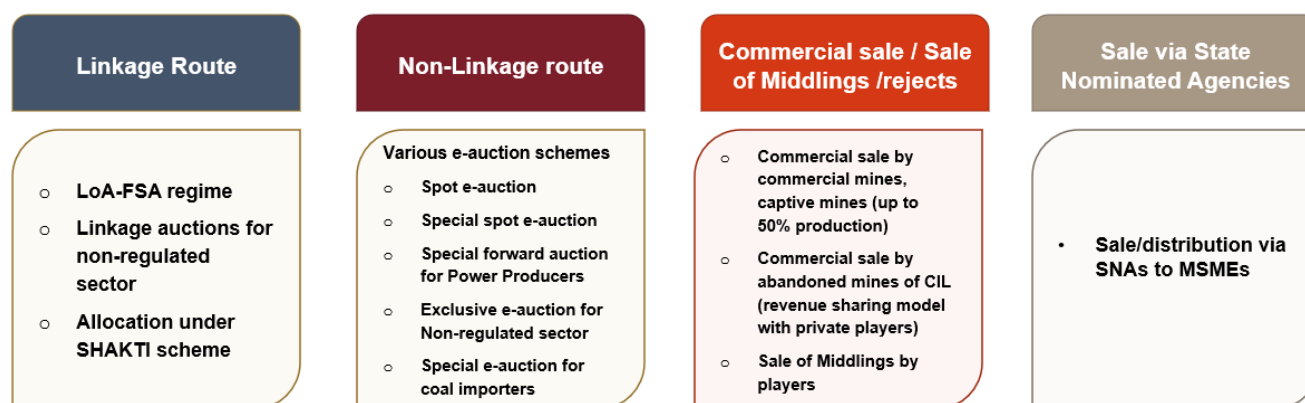 Linkage Route
o LoA-FSA regime
o Linkage auctions for
non-regulated
sector
o Allocation under
SHAKTI scheme
Non-Linkage route
Various e-auction schemes
o Spot e-auction
o Special spot e-auction
o Special forward auction
for Power Producers
o Exclusive e-auction for
Non-regulated sector
o Special e-auction for
coal importers
Commercial sale / Sale
of Middlings /rejects
o Commercial sale by
commercial mines,
captive mines (up to
50% production)
o Commercial sale by
abandoned mines of CIL
(revenue sharing model
with private players)
o Sale of Middlings by
players
Sale via State
Nominated Agencies
• Sale/distribution via
SNAs to MSMEs